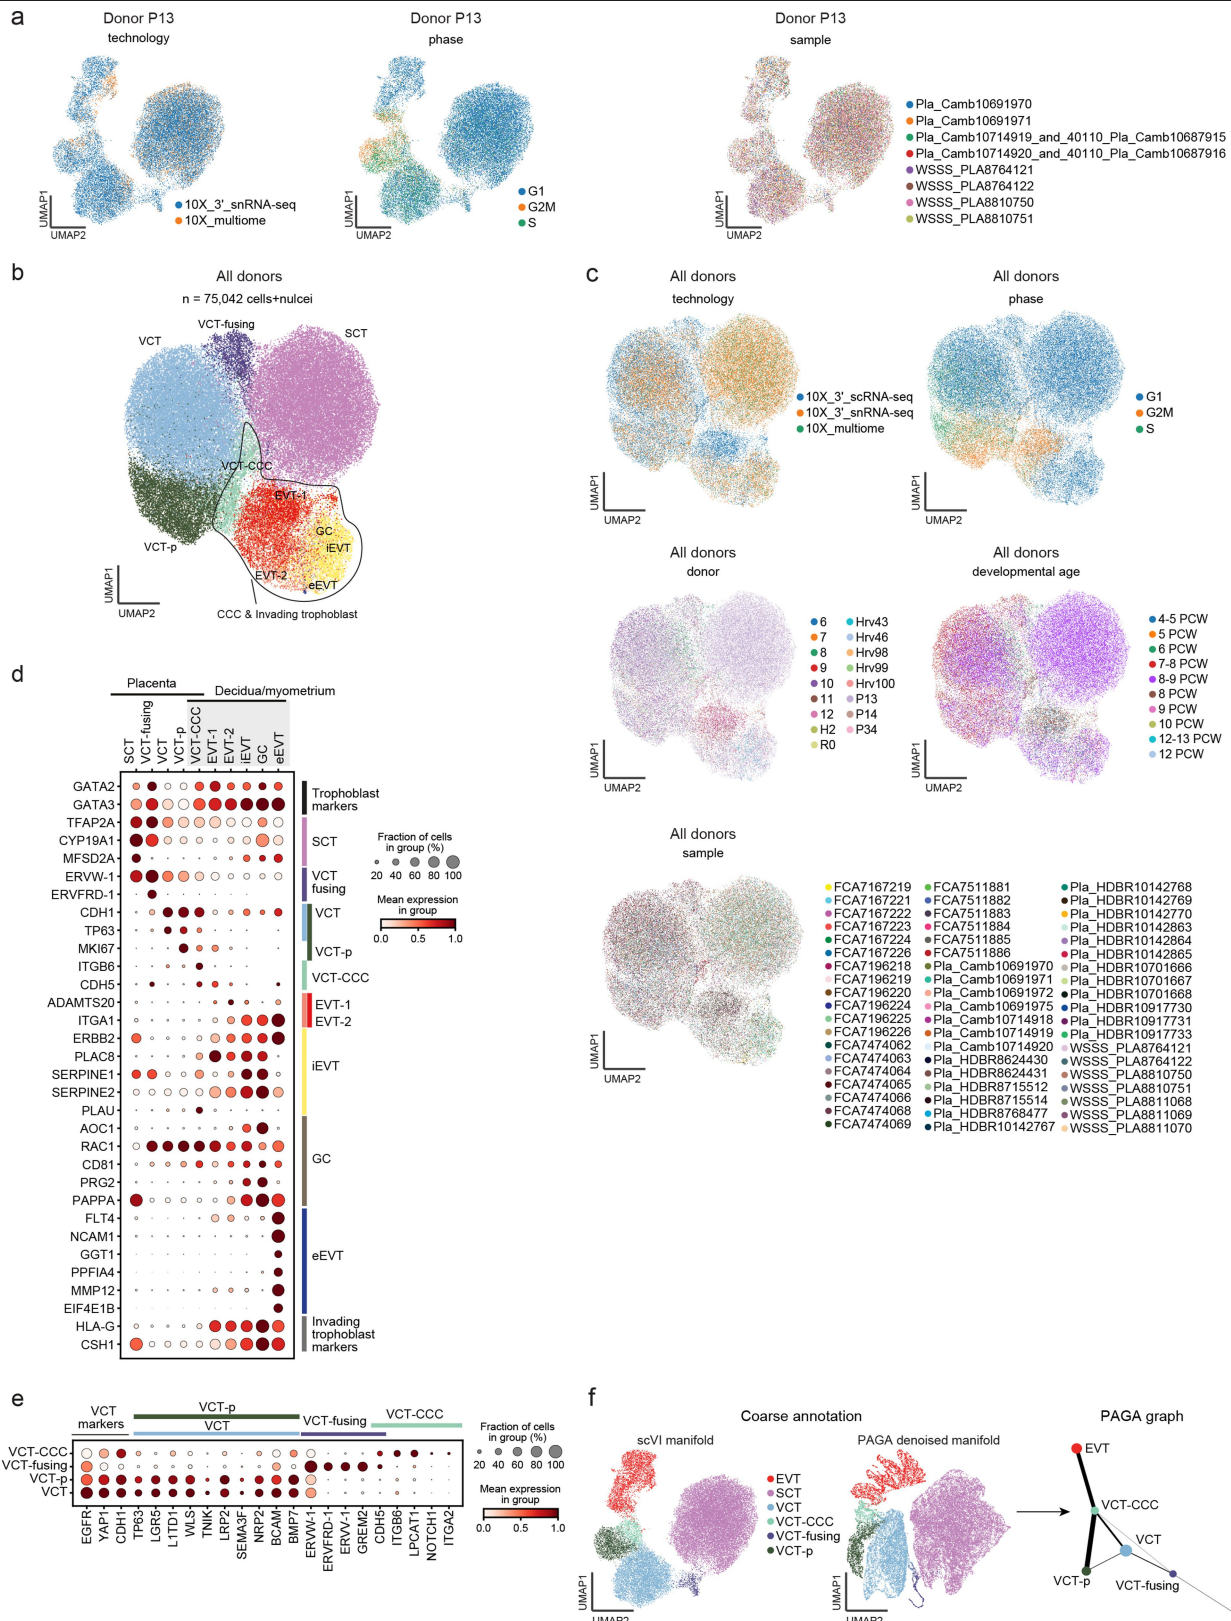 a
Donor P13
technology
UMAP1
UMAP2
10X_3'_snRNA-seq
10X_multiome
Donor P13
phase
UMAP1
UMAP2
G1
G2M
S
Donor P13
sample
UMAP1
UMAP2
Pla_Camb10691970
Pla_Camb10691971
Pla_Camb10714919_and_40110_Pla_Camb10687915
Pla_Camb10714920_and_40110_Pla_Camb10687916
WSSS_PLA8764121
WSSS_PLA8764122
WSSS_PLA8810750
WSSS_PLA8810751
b
All donors
n = 75,042 cells+nulcei
VCT-fusing
SCT
VCT
VCT-CCC
EVT-1
GC
iEVT
VCT-p
EVT-2
eEVT
CCC & Invading trophoblast
UMAP1
UMAP2
c
All donors
technology
10X_3'_scRNA-seq
10X_3'_snRNA-seq
10X_multiome
UMAP1
UMAP2
All donors
phase
G1
G2M
S
UMAP1
UMAP2
All donors
donor
6
7
8
9
10
11
12
H2
R0
Hrv43
Hrv46
Hrv98
Hrv99
Hrv100
P13
P14
P34
UMAP1
UMAP2
All donors
developmental age
4-5 PCW
5 PCW
6 PCW
7-8 PCW
8-9 PCW
8 PCW
9 PCW
10 PCW
12-13 PCW
12 PCW
UMAP1
UMAP2
All donors
sample
UMAP1
UMAP2
FCA7167219
FCA7167221
FCA7167222
FCA7167223
FCA7167224
FCA7167226
FCA7196218
FCA7196219
FCA7196220
FCA7196224
FCA7196225
FCA7196226
FCA7474062
FCA7474063
FCA7474064
FCA7474065
FCA7474066
FCA7474068
FCA7474069
FCA7511881
FCA7511882
FCA7511883
FCA7511884
FCA7511885
FCA7511886
Pla_Camb10691970
Pla_Camb10691971
Pla_Camb10691972
Pla_Camb10691975
Pla_Camb10714918
Pla_Camb10714919
Pla_Camb10714920
Pla_HDBR8624430
Pla_HDBR8624431
Pla_HDBR8715512
Pla_HDBR8715514
Pla_HDBR8768477
Pla_HDBR10142767
Pla_HDBR10142768
Pla_HDBR10142769
Pla_HDBR10142770
Pla_HDBR10142863
Pla_HDBR10142864
Pla_HDBR10142865
Pla_HDBR10701666
Pla_HDBR10701667
Pla_HDBR10701668
Pla_HDBR10917730
Pla_HDBR10917731
Pla_HDBR10917733
WSSS_PLA8764121
WSSS_PLA8764122
WSSS_PLA8810750
WSSS_PLA8810751
WSSS_PLA8811068
WSSS_PLA8811069
WSSS_PLA8811070
d
Placenta
Decidua/myometrium
SCT
VCT-fusing
VCT
VCT-p
VCT-CCC
EVT-1
EVT-2
iEVT
GC
eEVT
GATA2
GATA3
TFAP2A
CYP19A1
MFSD2A
ERVW-1
ERVFRD-1
CDH1
TP63
MKI67
ITGB6
CDH5
ADAMTS20
ITGA1
ERBB2
PLAC8
SERPINE1
SERPINE2
PLAU
AOC1
RAC1
CD81
PRG2
PAPPA
FLT4
NCAM1
GGT1
PPFIA4
MMP12
EIF4E1B
HLA-G
CSH1
Trophoblast
markers
SCT
VCT
fusing
VCT
VCT-p
VCT-CCC
EVT-1
EVT-2
iEVT
GC
eEVT
Invading
trophoblast
markers
Fraction of cells
in group (%)
20 40 60 80 100
Mean expression
in group
0.0 0.5 1.0
e
VCT
markers
VCT-p
VCT
VCT-fusing
VCT-CCC
VCT-CCC
VCT-fusing
VCT-p
VCT
EGFR
YAP1
CDH1
TP63
LGR5
L1TD1
WLS
TNIK
LRP2
SEMA3F
NRP2
BCAM
BMP7
ERVW-1
ERVFRD-1
ERVV-1
GREM2
CDH5
ITGB6
LPCAT1
NOTCH1
ITGA2
Fraction of cells
in group (%)
20 40 60 80 100
Mean expression
in group
0.0 0.5 1.0
f
Coarse annotation
scVI manifold
EVT
SCT
VCT
VCT-CCC
VCT-fusing
VCT-p
UMAP1
UMAP2
PAGA denoised manifold
UMAP1
UMAP2
PAGA graph
EVT
VCT-CCC
VCT
VCT-p
VCT-fusing